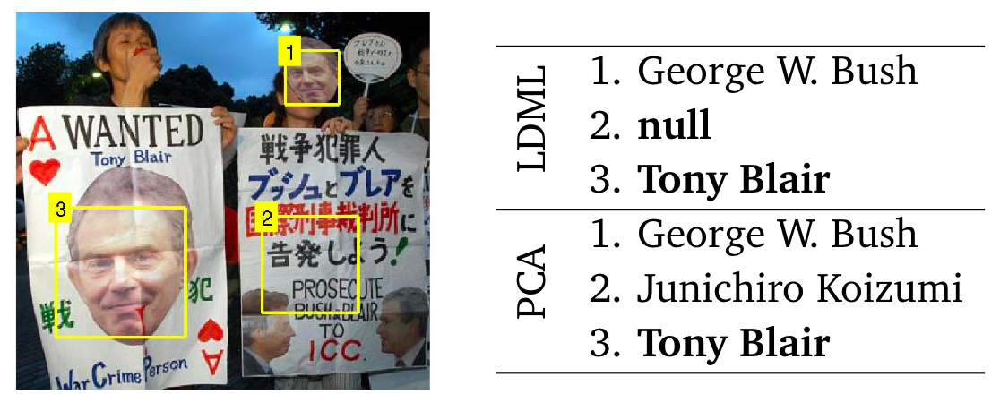 1
3
2
A WANTED
Tony Blair
戦
犯
A
War Crime Person
戦争犯罪人
ブッシュとブレアを
国際刑事裁判所に
告発しよう!
PROSECUTE
BUSH & BLAIR
TO
ICC.
LDML
1. George W. Bush
2. null
3. Tony Blair
PCA
1. George W. Bush
2. Junichiro Koizumi
3. Tony Blair